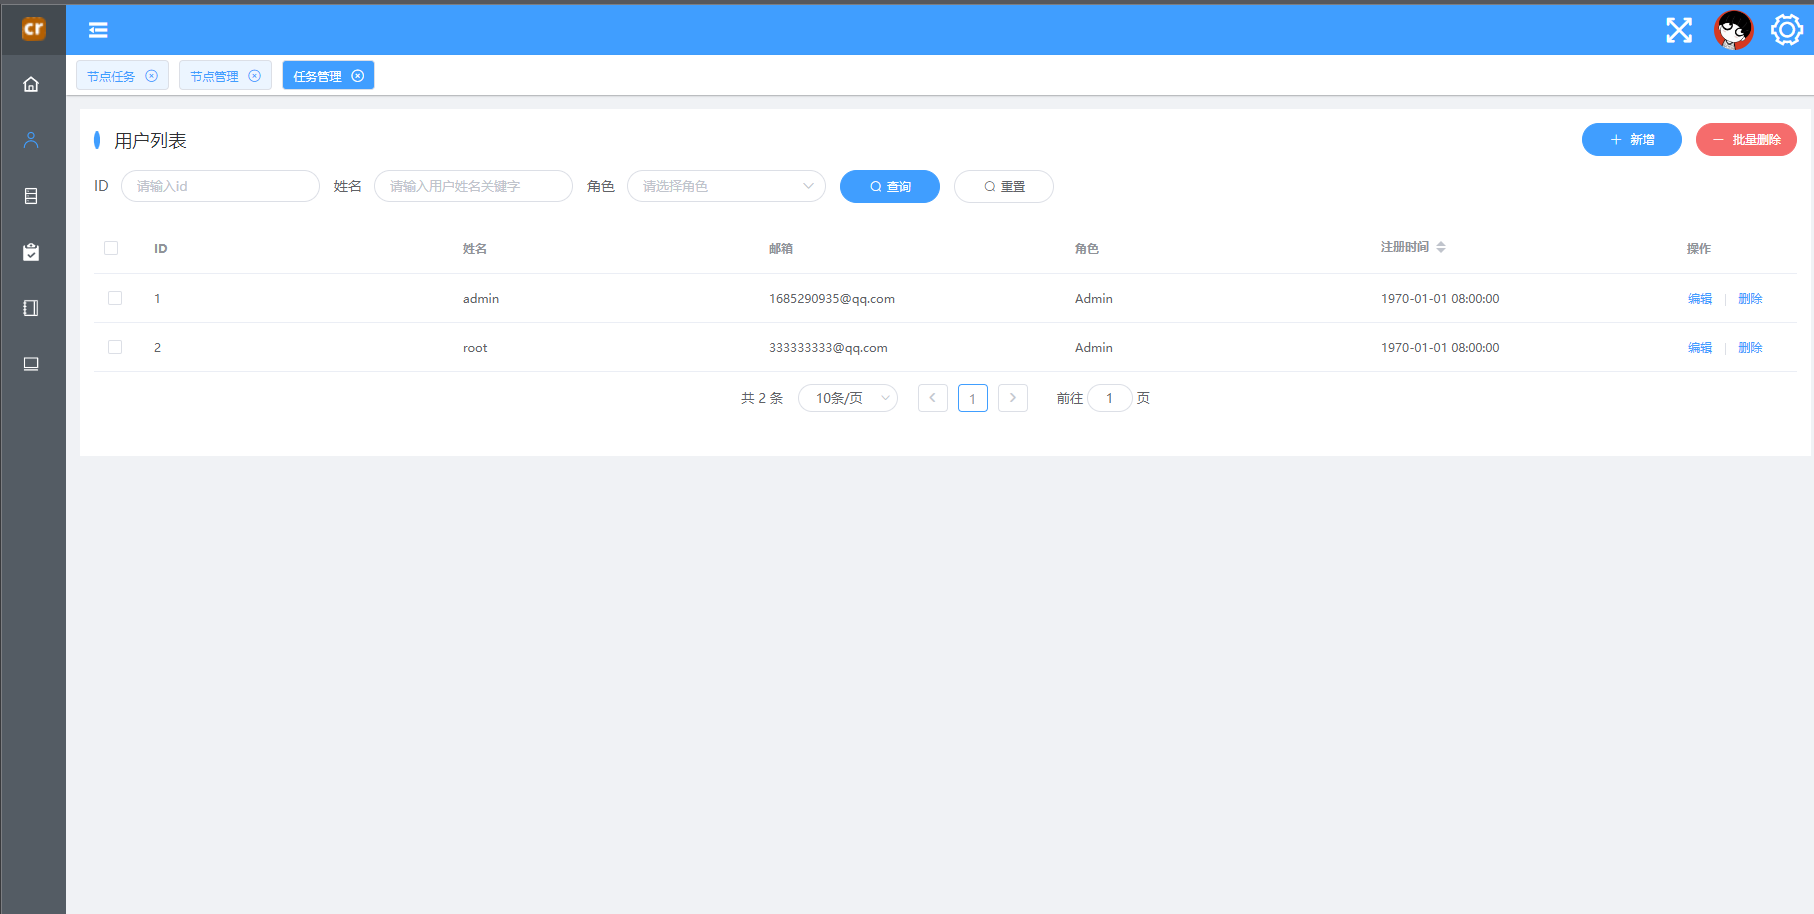 cr
节点任务 节点管理 任务管理
用户列表 新增 批量删除
ID 请输入id 姓名 请输入用户姓名关键字 角色 请选择角色 查询 重置
ID 姓名 邮箱 角色 注册时间 操作
1 admin 1685290935@qq.com Admin 1970-01-01 08:00:00 编辑 删除
2 root 333333333@qq.com Admin 1970-01-01 08:00:00 编辑 删除
共 2 条 10条/页 1 前往 1 页